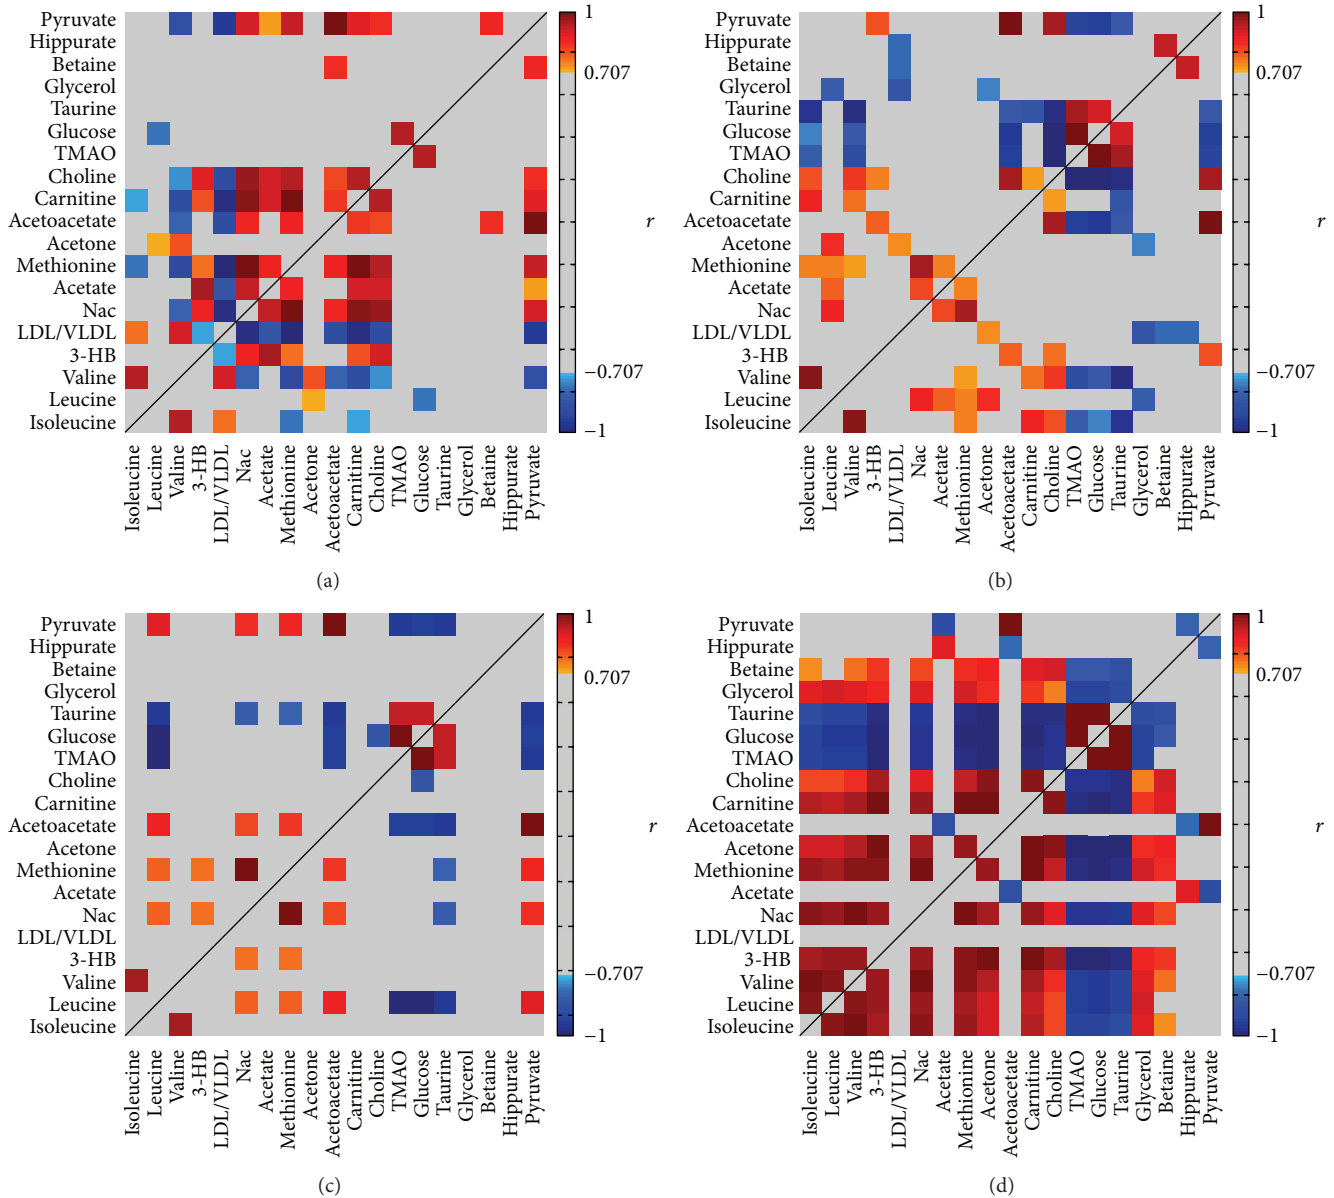 Pyruvate
Hippurate
Betaine
Glycerol
Taurine
Glucose
TMAO
Choline
Carnitine
Acetoacetate
Acetone
Methionine
Acetate
Nac
LDL/VLDL
3-HB
Valine
Leucine
Isoleucine
Isoleucine
Leucine
Valine
3-HB
LDL/VLDL
Nac
Acetate
Methionine
Acetone
Acetoacetate
Carnitine
Choline
TMAO
Glucose
Taurine
Glycerol
Betaine
Hippurate
Pyruvate
1
0.707
r
−0.707
−1
(a)
Pyruvate
Hippurate
Betaine
Glycerol
Taurine
Glucose
TMAO
Choline
Carnitine
Acetoacetate
Acetone
Methionine
Acetate
Nac
LDL/VLDL
3-HB
Valine
Leucine
Isoleucine
Isoleucine
Leucine
Valine
3-HB
LDL/VLDL
Nac
Acetate
Methionine
Acetone
Acetoacetate
Carnitine
Choline
TMAO
Glucose
Taurine
Glycerol
Betaine
Hippurate
Pyruvate
1
0.707
r
−0.707
−1
(b)
Pyruvate
Hippurate
Betaine
Glycerol
Taurine
Glucose
TMAO
Choline
Carnitine
Acetoacetate
Acetone
Methionine
Acetate
Nac
LDL/VLDL
3-HB
Valine
Leucine
Isoleucine
Isoleucine
Leucine
Valine
3-HB
LDL/VLDL
Nac
Acetate
Methionine
Acetone
Acetoacetate
Carnitine
Choline
TMAO
Glucose
Taurine
Glycerol
Betaine
Hippurate
Pyruvate
1
0.707
r
−0.707
−1
(c)
Pyruvate
Hippurate
Betaine
Glycerol
Taurine
Glucose
TMAO
Choline
Carnitine
Acetoacetate
Acetone
Methionine
Acetate
Nac
LDL/VLDL
3-HB
Valine
Leucine
Isoleucine
Isoleucine
Leucine
Valine
3-HB
LDL/VLDL
Nac
Acetate
Methionine
Acetone
Acetoacetate
Carnitine
Choline
TMAO
Glucose
Taurine
Glycerol
Betaine
Hippurate
Pyruvate
1
0.707
r
−0.707
−1
(d)